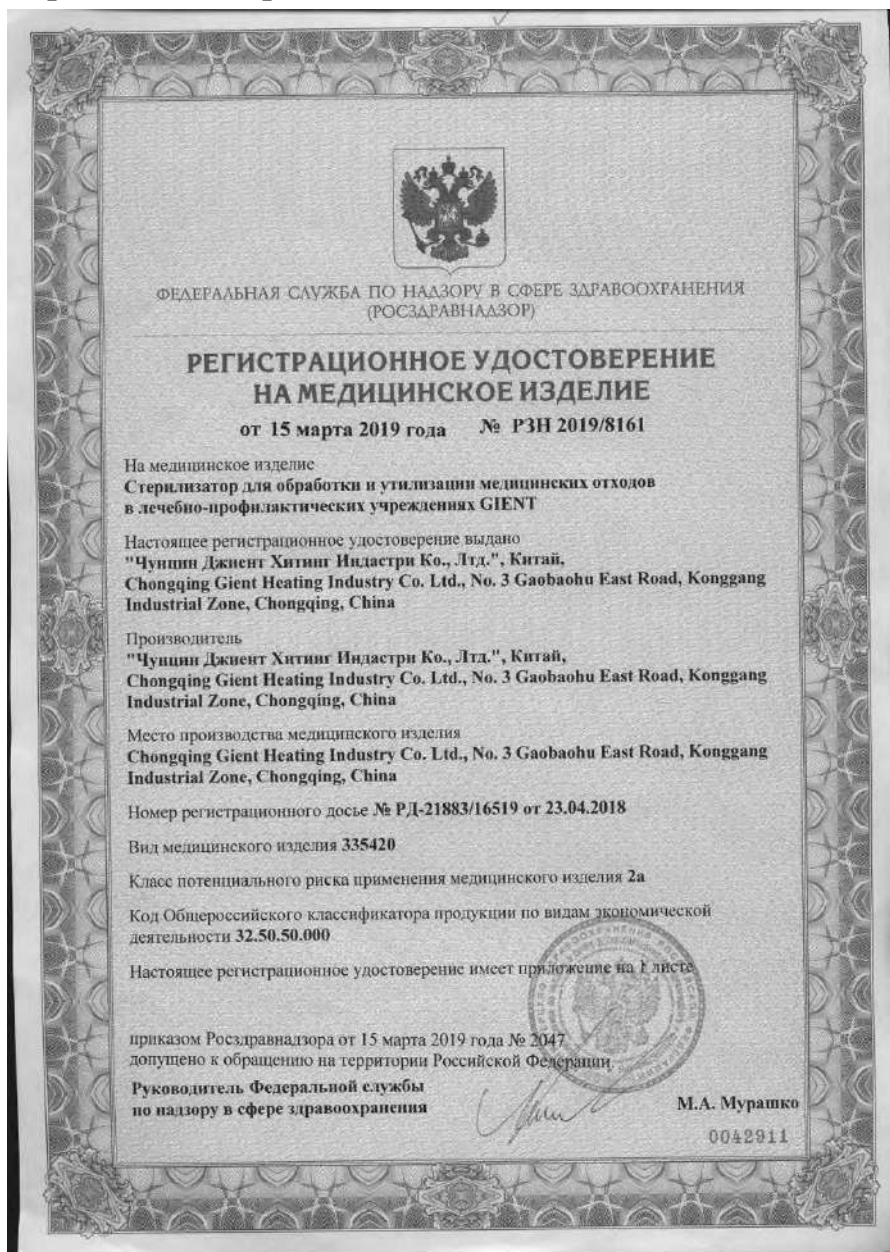 ФЕДЕРАЛЬНАЯ СЛУЖБА ПО НАДЗОРУ В СФЕРЕ ЗДРАВООХРАНЕНИЯ
(РОСЗДРАВНАДЗОР)
РЕГИСТРАЦИОННОЕ УДОСТОВЕРЕНИЕ
НА МЕДИЦИНСКОЕ ИЗДЕЛИЕ
от 15 марта 2019 года № РЗН 2019/8161
На медицинское изделие
Стерилизатор для обработки и утилизации медицинских отходов
в лечебно-профилактических учреждениях GIENT
Настоящее регистрационное удостоверение выдано
"Чунцин Джиент Хитинг Индастри Ко., Лтд.", Китай,
Chongqing Gient Heating Industry Co. Ltd., No. 3 Gaobaohu East Road, Konggang
Industrial Zone, Chongqing, China
Производитель
"Чунцин Джиент Хитинг Индастри Ко., Лтд.", Китай,
Chongqing Gient Heating Industry Co. Ltd., No. 3 Gaobaohu East Road, Konggang
Industrial Zone, Chongqing, China
Место производства медицинского изделия
Chongqing Gient Heating Industry Co. Ltd., No. 3 Gaobaohu East Road, Konggang
Industrial Zone, Chongqing, China
Номер регистрационного досье № РД-21883/16519 от 23.04.2018
Вид медицинского изделия 335420
Класс потенциального риска применения медицинского изделия 2а
Код Общероссийского классификатора продукции по видам экономической
деятельности 32.50.50.000
Настоящее регистрационное удостоверение имеет приложение на 1 листе
приказом Росздравнадзора от 15 марта 2019 года № 2047
допущено к обращению на территории Российской Федерации.
Руководитель Федеральной службы
по надзору в сфере здравоохранения
М.А. Мурашко
0042911